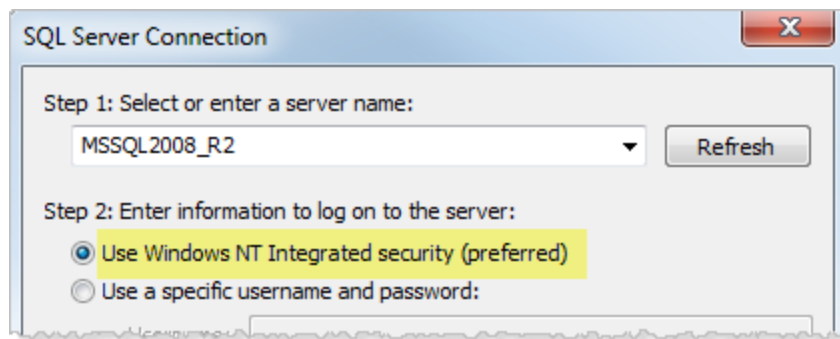 SQL Server Connection
Step 1: Select or enter a server name:
MSSQL2008_R2
Refresh
Step 2: Enter information to log on to the server:
Use Windows NT Integrated security (preferred)
Use a specific username and password: